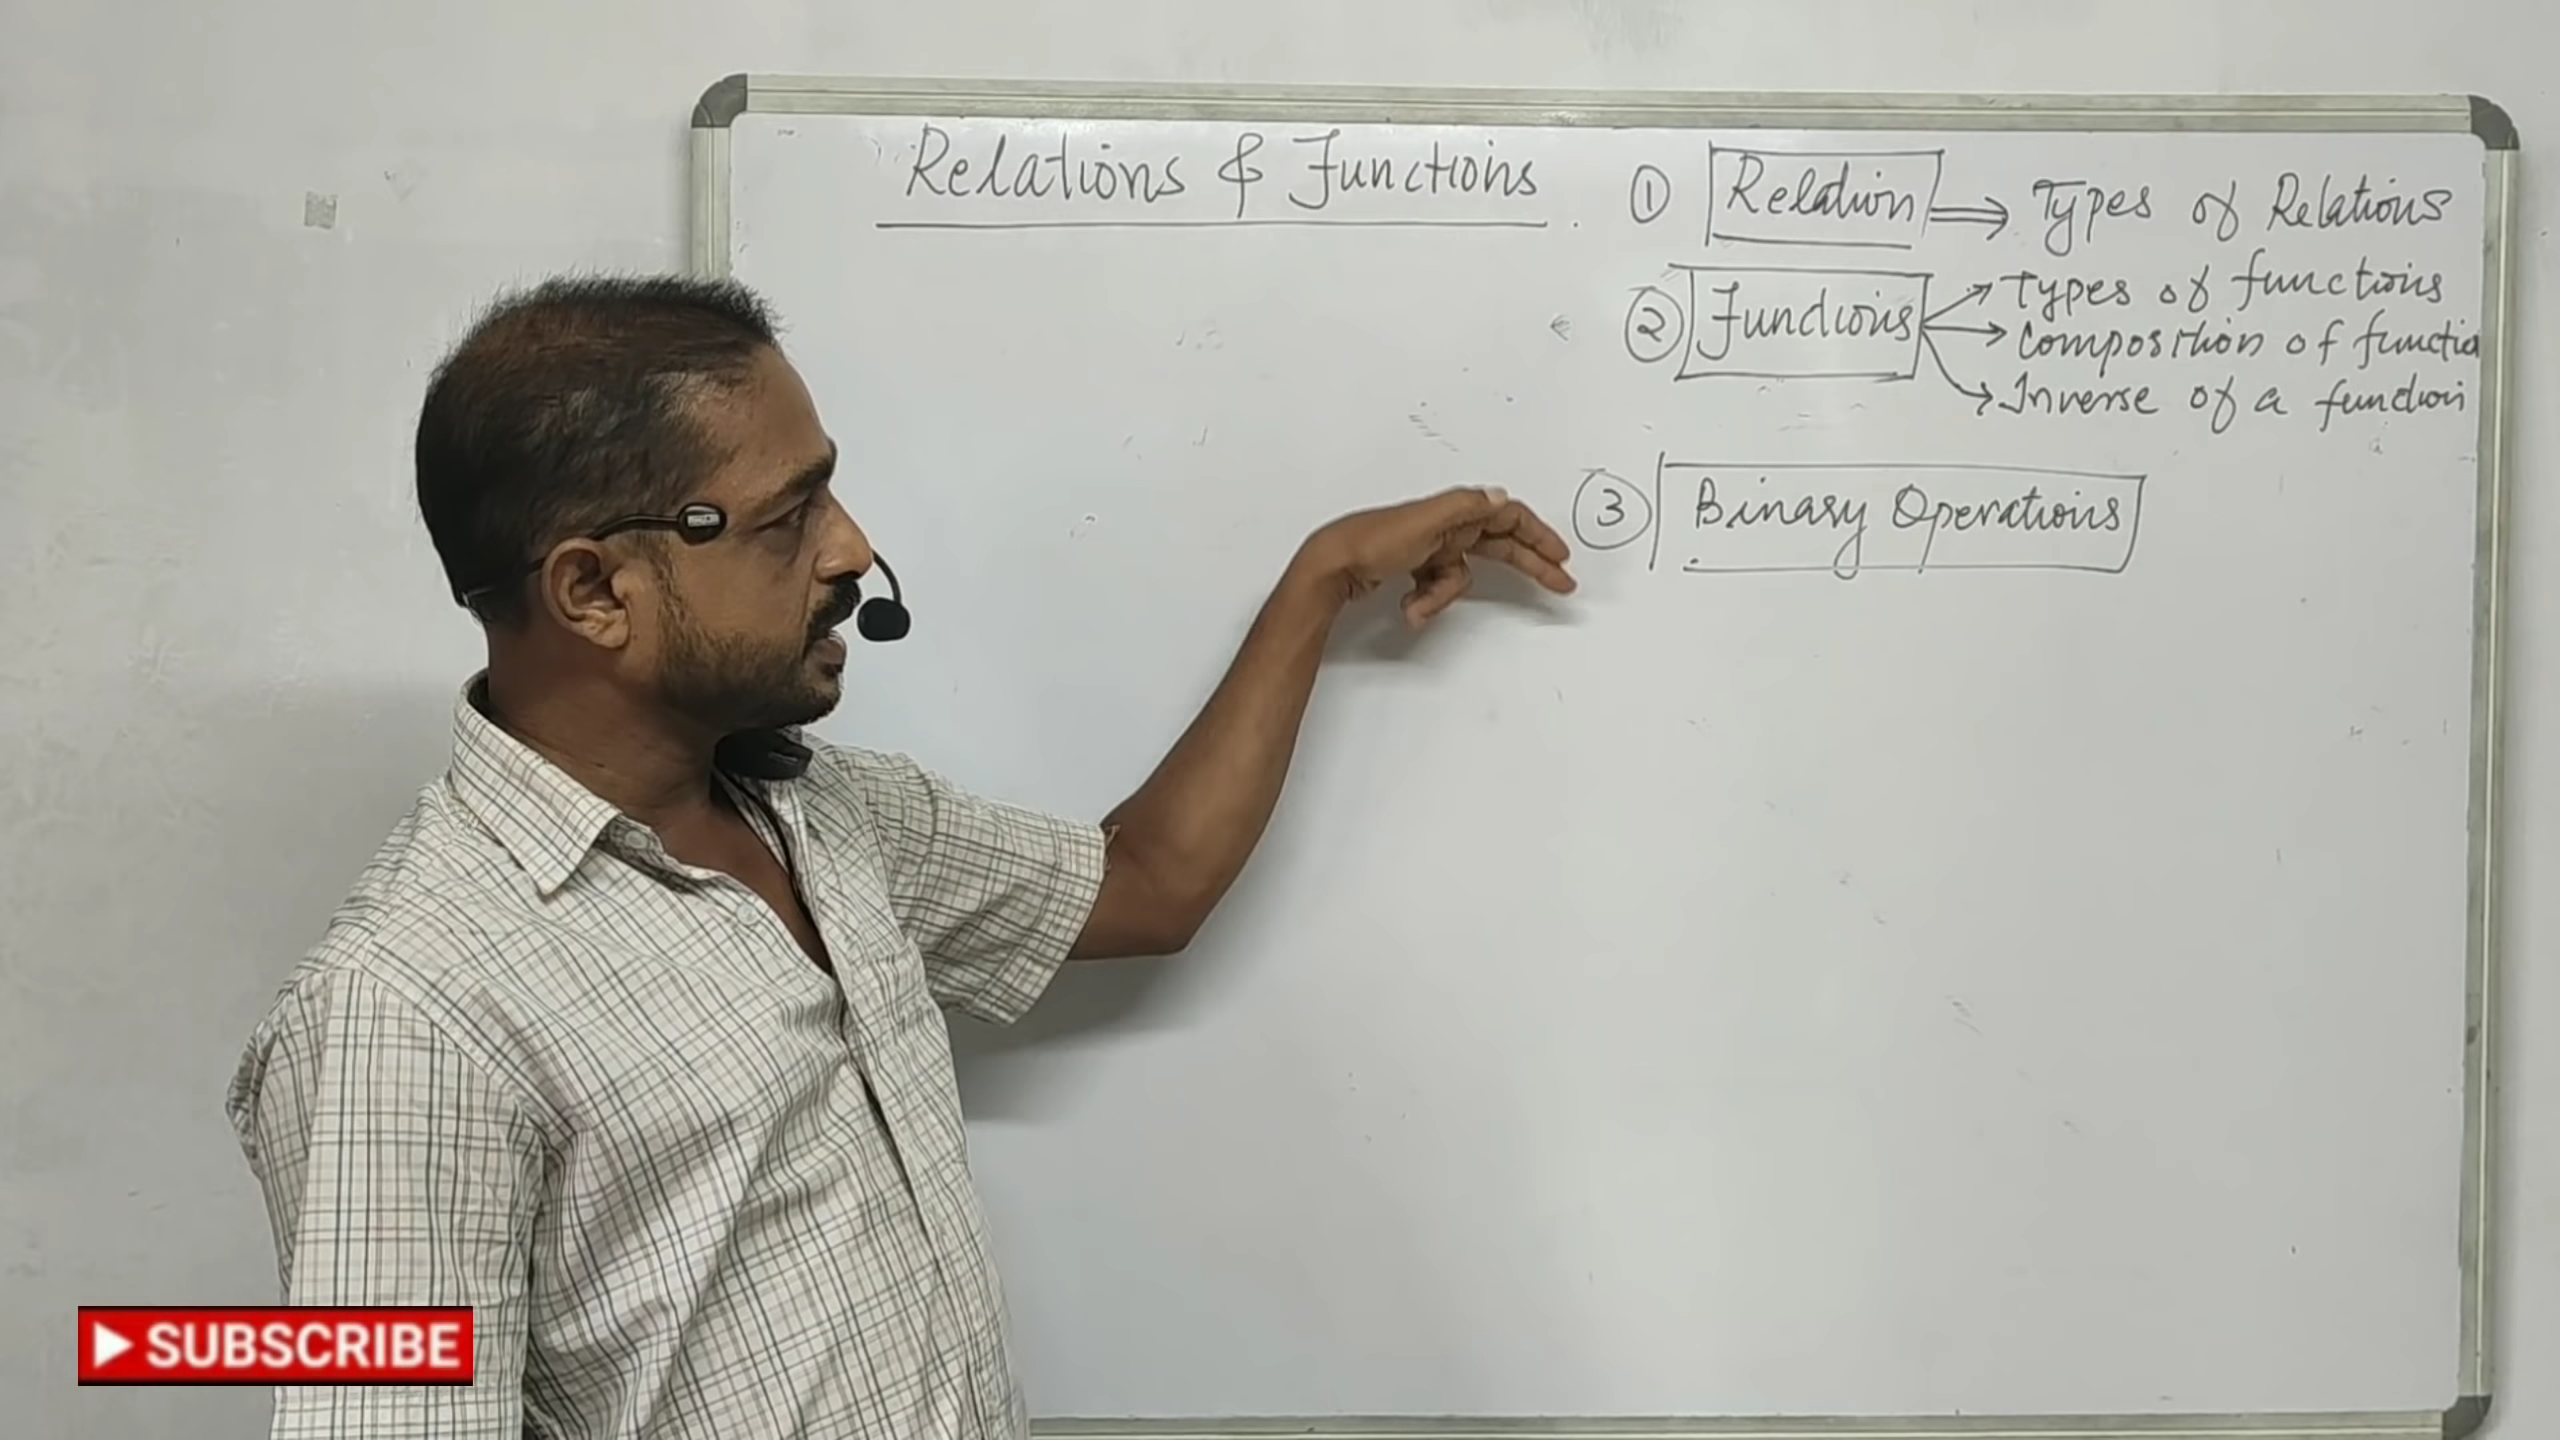 Relations & Functions
① Relation ⇒ Types of Relations
② Functions → Types of functions
→ Composition of functio
→ Inverse of a function
③ Binary Operations
SUBSCRIBE